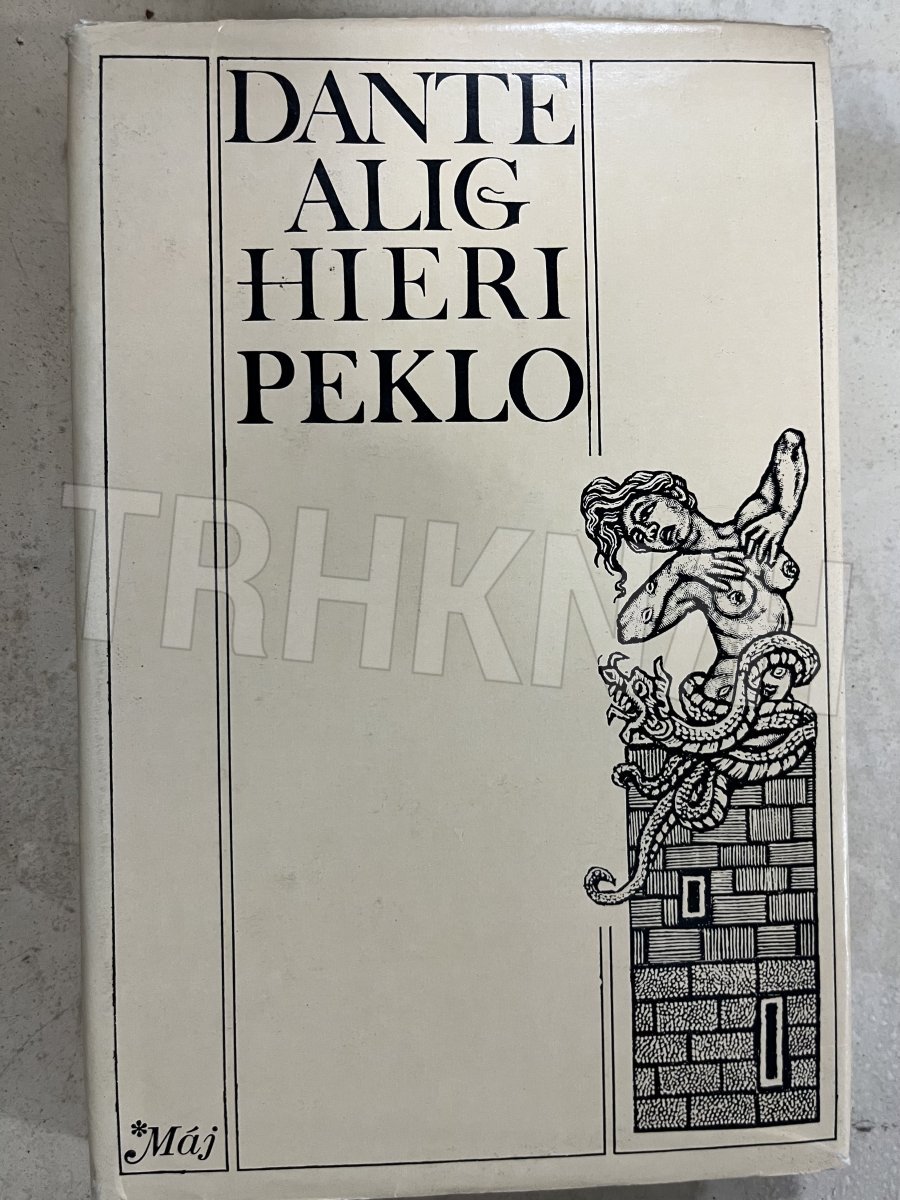 DANTE
ALIG
HIERI
PEKLO
TRHKNIH
*Máj